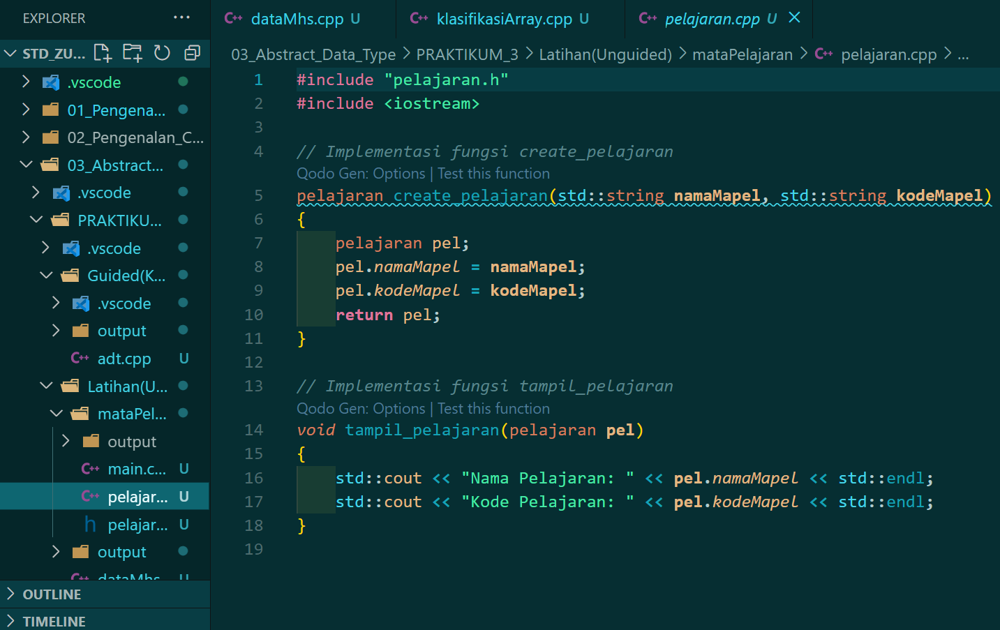 EXPLORER ...
STD_ZU...
.vscode
01_Pengena...
02_Pengenalan_C...
03_Abstract...
.vscode
PRAKTIKU...
.vscode
Guided(K...
.vscode
output
C++ adt.cpp U
Latihan(U...
mataPel...
output
C++ main.c... U
C++ pelajar... U
h pelajar... U
output
C++ dataMhs U
OUTLINE
TIMELINE
C++ dataMhs.cpp U C++ klasifikasiArray.cpp U C++ pelajaran.cpp U
03_Abstract_Data_Type > PRAKTIKUM_3 > Latihan(Unguided) > mataPelajaran > C++ pelajaran.cpp > ...
1 #include "pelajaran.h"
2 #include <iostream>
3
4 // Implementasi fungsi create_pelajaran
Qodo Gen: Options | Test this function
5 pelajaran create_pelajaran(std::string namaMapel, std::string kodeMapel)
6 {
7 pelajaran pel;
8 pel.namaMapel = namaMapel;
9 pel.kodeMapel = kodeMapel;
10 return pel;
11 }
12
13 // Implementasi fungsi tampil_pelajaran
Qodo Gen: Options | Test this function
14 void tampil_pelajaran(pelajaran pel)
15 {
16 std::cout << "Nama Pelajaran: " << pel.namaMapel << std::endl;
17 std::cout << "Kode Pelajaran: " << pel.kodeMapel << std::endl;
18 }
19